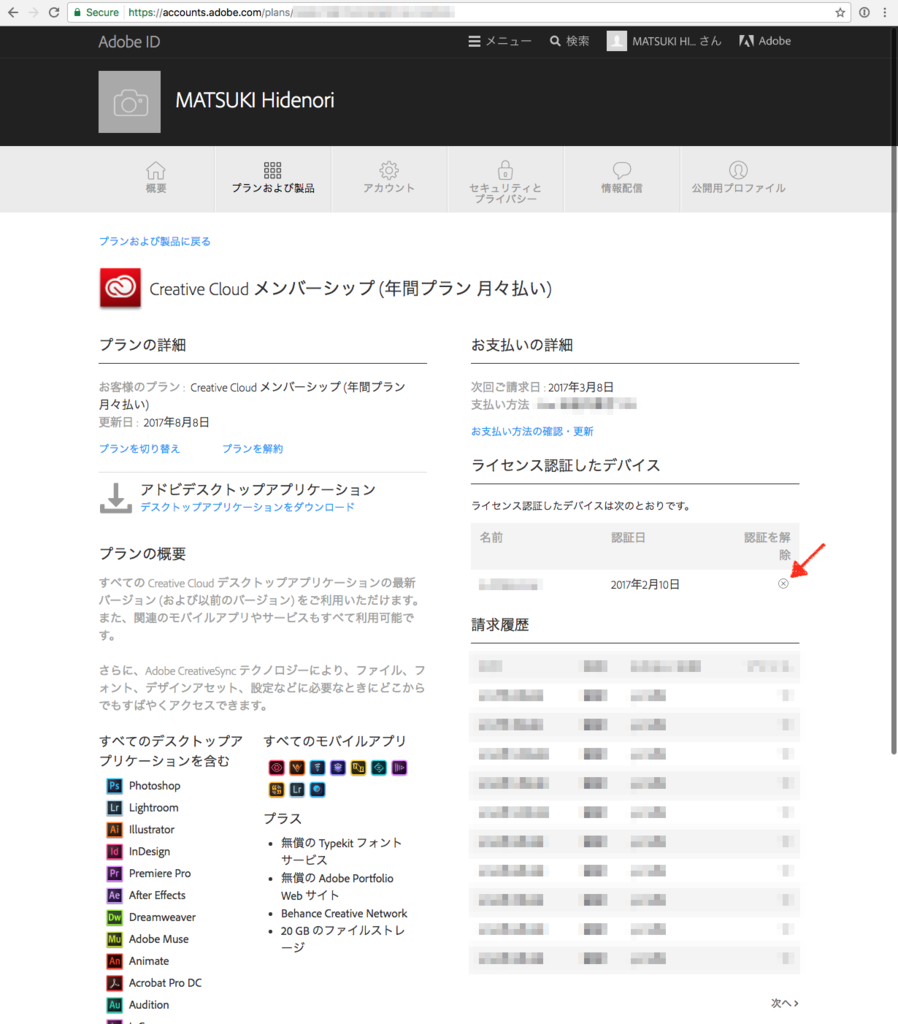 Secure
https://accounts.adobe.com/plans/
Adobe ID
メニュー
検索
MATSUKI HI... さん
Adobe
MATSUKI Hidenori
概要
プランおよび製品
アカウント
セキュリティと
プライバシー
情報配信
公開用プロファイル
プランおよび製品に戻る
Creative Cloud メンバーシップ (年間プラン 月々払い)
プランの詳細
お客様のプラン : Creative Cloud メンバーシップ (年間プラン
月々払い)
更新日 : 2017年8月8日
プランを切り替え
プランを解約
アドビデスクトップアプリケーション
デスクトップアプリケーションをダウンロード
プランの概要
すべての Creative Cloud デスクトップアプリケーションの最新
バージョン (および以前のバージョン) をご利用いただけます。
また、関連のモバイルアプリやサービスもすべて利用可能で
す。
さらに、Adobe CreativeSync テクノロジーにより、ファイル、フ
ォント、デザインアセット、設定などに必要なときにどこから
でもすばやくアクセスできます。
すべてのデスクトップア
プリケーションを含む
Ps Photoshop
Lr Lightroom
Ai Illustrator
Id InDesign
Pr Premiere Pro
Ae After Effects
Dw Dreamweaver
Mu Adobe Muse
An Animate
Acrobat Pro DC
Au Audition
すべてのモバイルアプリ
Lr
プラス
• 無償の Typekit フォント
サービス
• 無償の Adobe Portfolio
Web サイト
• Behance Creative Network
• 20 GB のファイルストレ
ージ
お支払いの詳細
次回ご請求日 : 2017年3月8日
支払い方法
お支払い方法の確認・更新
ライセンス認証したデバイス
ライセンス認証したデバイスは次のとおりです。
名前
認証日
認証を解
除
2017年2月10日
請求履歴
次へ ›